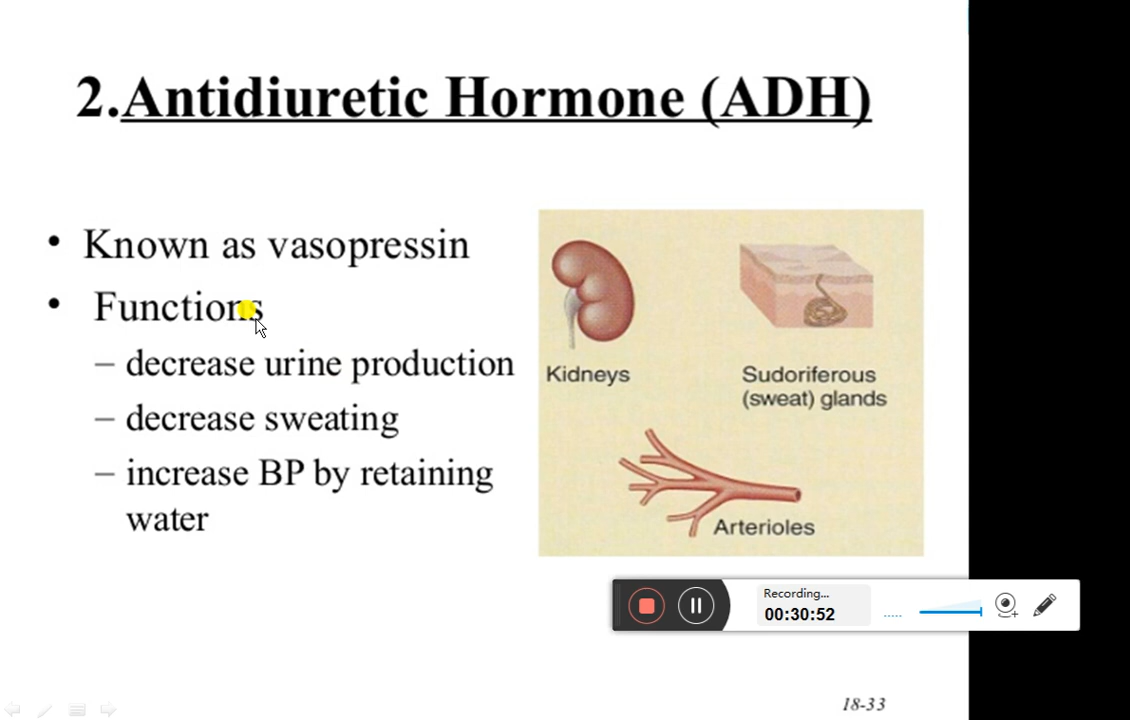 2.Antidiuretic Hormone (ADH)
• Known as vasopressin
• Functions
– decrease urine production
– decrease sweating
– increase BP by retaining
water
Kidneys
Sudoriferous
(sweat) glands
Arterioles
Recording...
00:30:52
18-33